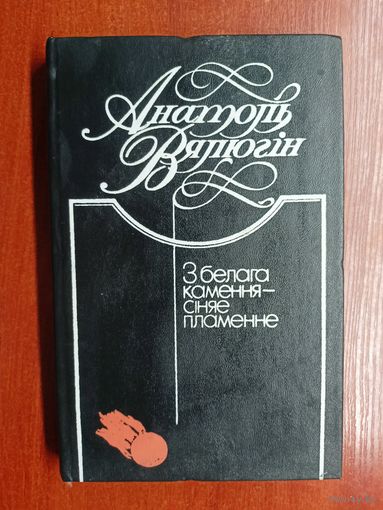 Анатоль
Вялюгін
З белага
камення—
сіняе
пламенне